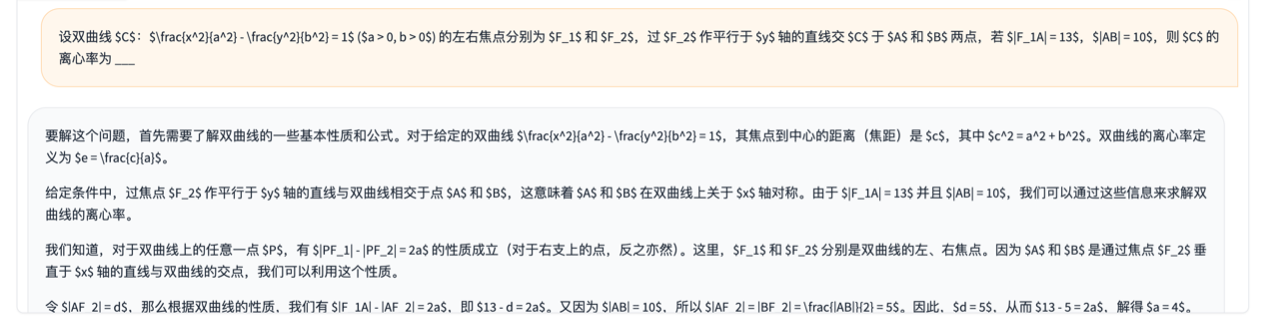 设双曲线 $C$：$\frac{x^2}{a^2} - \frac{y^2}{b^2} = 1$ ($a > 0, b > 0$) 的左右焦点分别为 $F_1$ 和 $F_2$，过 $F_2$ 作平行于 $y$ 轴的直线交 $C$ 于 $A$ 和 $B$ 两点，若 $|F_1A| = 13$，$|AB| = 10$，则 $C$ 的
离心率为 ___
要解这个问题，首先需要了解双曲线的一些基本性质和公式。对于给定的双曲线 $\frac{x^2}{a^2} - \frac{y^2}{b^2} = 1$，其焦点到中心的距离（焦距）是 $c$，其中 $c^2 = a^2 + b^2$。双曲线的离心率定
义为 $e = \frac{c}{a}$。
给定条件中，过焦点 $F_2$ 作平行于 $y$ 轴的直线与双曲线相交于点 $A$ 和 $B$，这意味着 $A$ 和 $B$ 在双曲线上关于 $x$ 轴对称。由于 $|F_1A| = 13$ 并且 $|AB| = 10$，我们可以通过这些信息来求解双
曲线的离心率。
我们知道，对于双曲线上的任意一点 $P$，有 $|PF_1| - |PF_2| = 2a$ 的性质成立（对于右支上的点，反之亦然）。这里，$F_1$ 和 $F_2$ 分别是双曲线的左、右焦点。因为 $A$ 和 $B$ 是通过焦点 $F_2$ 垂
直于 $x$ 轴的直线与双曲线的交点，我们可以利用这个性质。
令 $|AF_2| = d$，那么根据双曲线的性质，我们有 $|F_1A| - |AF_2| = 2a$，即 $13 - d = 2a$。又因为 $|AB| = 10$，所以 $|AF_2| = |BF_2| = \frac{|AB|}{2} = 5$。因此，$d = 5$，从而 $13 - 5 = 2a$，解得 $a = 4$。